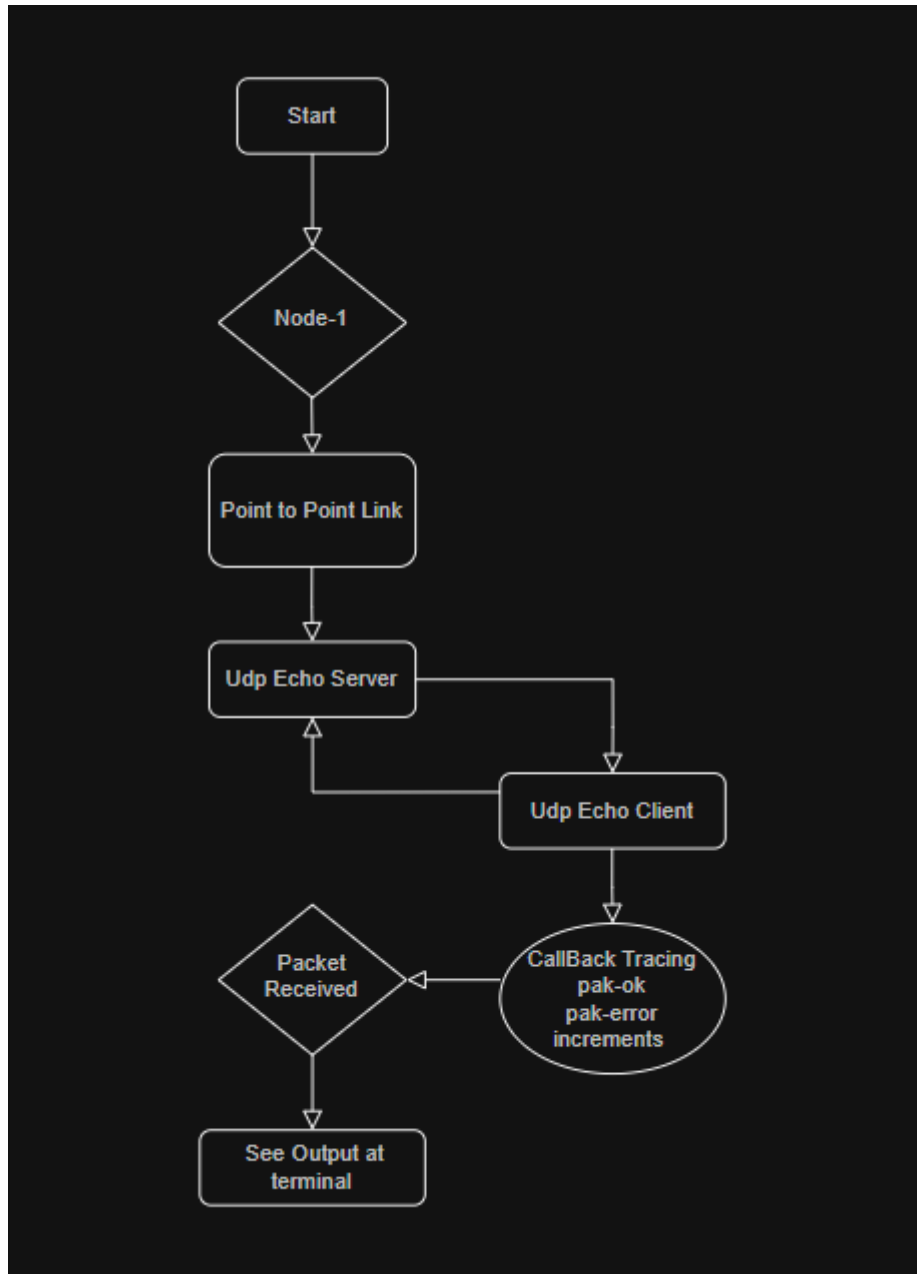 Start
Node-1
Point to Point Link
Udp Echo Server
Udp Echo Client
CallBack Tracing
pak-ok
pak-error
increments
Packet
Received
See Output at
terminal